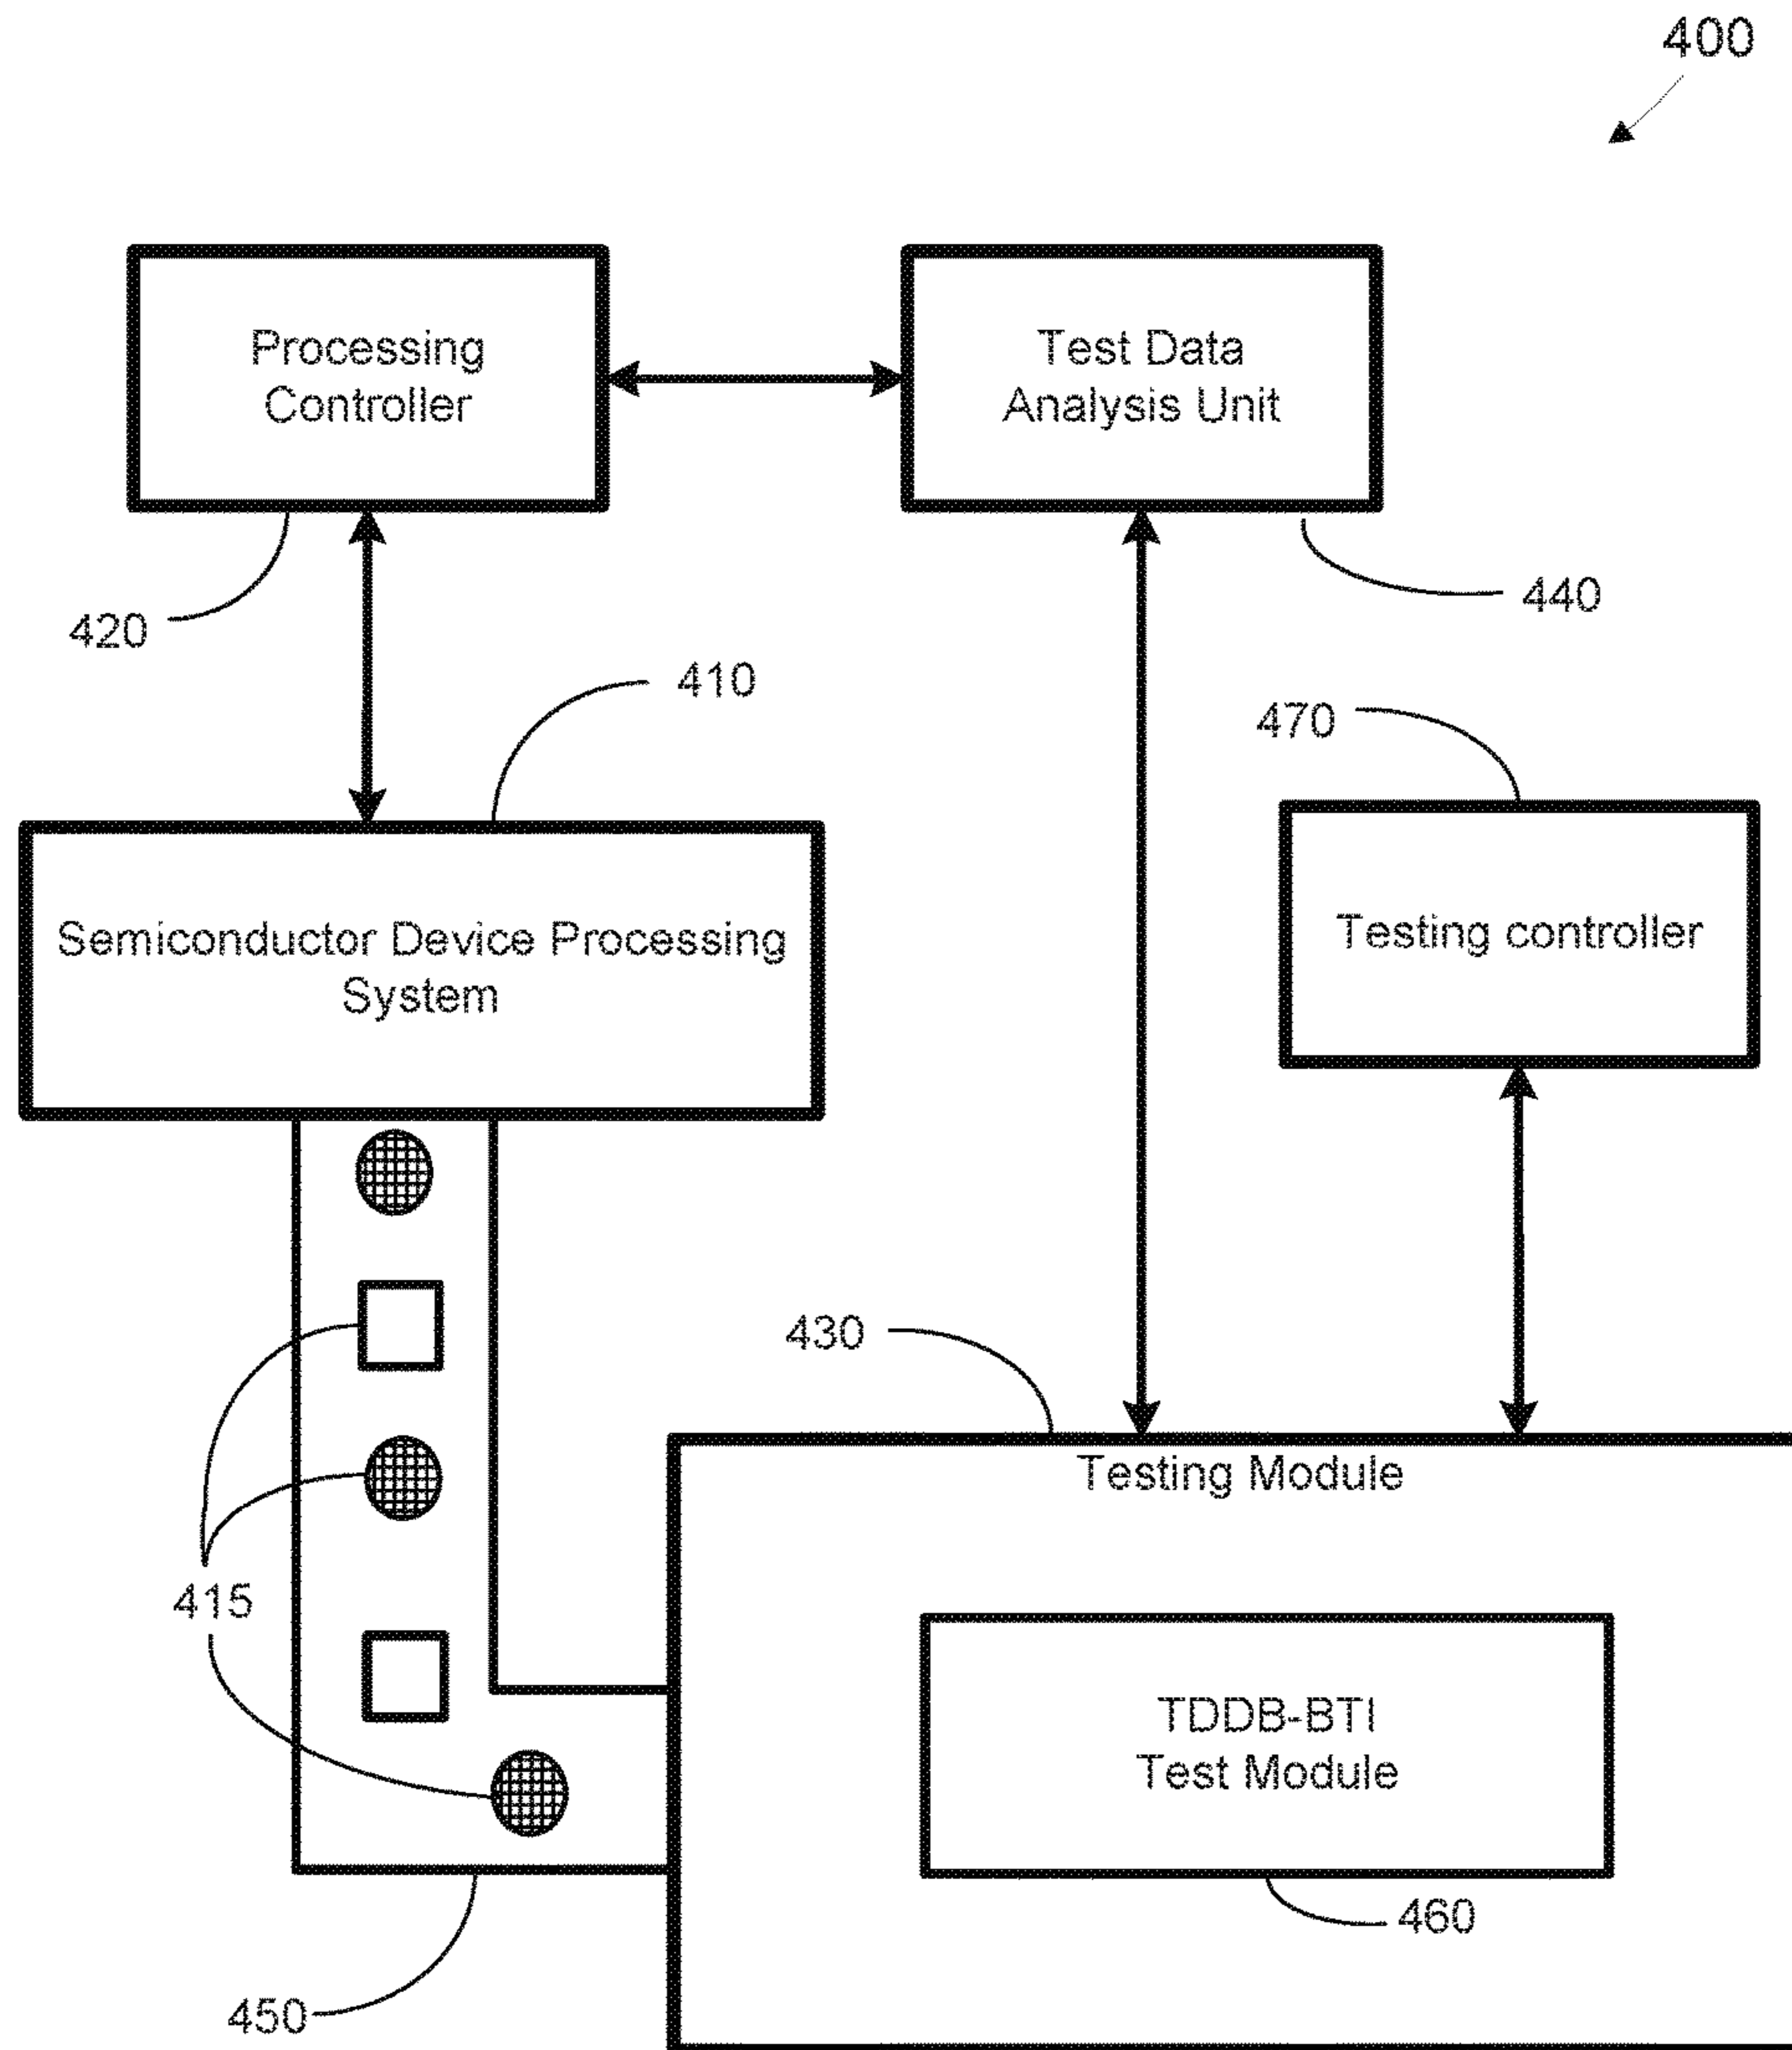 400
Processing
Controller
Test Data
Analysis Unit
420
440
410
470
Semiconductor Device Processing
System
Testing controller
430
Testing Module
415
TDDB-BTI
Test Module
460
450